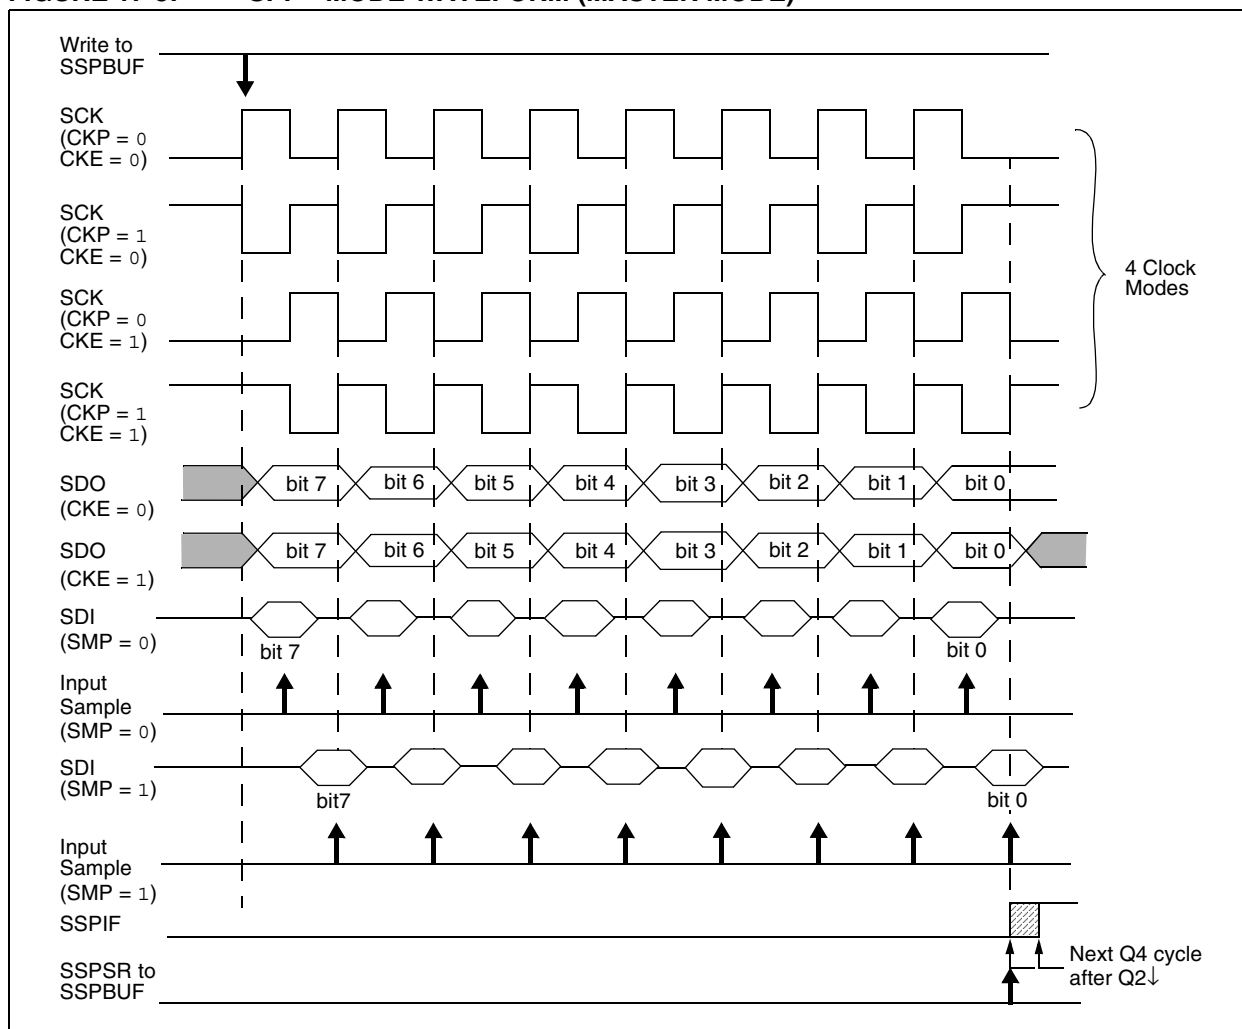 Write to
SSPBUF
SCK
(CKP = 0
CKE = 0)
SCK
(CKP = 1
CKE = 0)
SCK
(CKP = 0
CKE = 1)
SCK
(CKP = 1
CKE = 1)
4 Clock
Modes
SDO
(CKE = 0)
bit 7 bit 6 bit 5 bit 4 bit 3 bit 2 bit 1 bit 0
SDO
(CKE = 1)
bit 7 bit 6 bit 5 bit 4 bit 3 bit 2 bit 1 bit 0
SDI
(SMP = 0)
bit 7 bit 0
Input
Sample
(SMP = 0)
SDI
(SMP = 1)
bit7 bit 0
Input
Sample
(SMP = 1)
SSPIF
Next Q4 cycle
after Q2↓
SSPSR to
SSPBUF